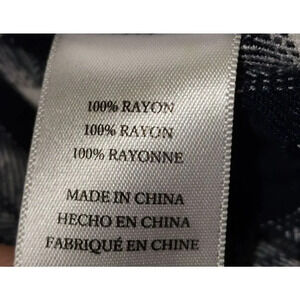 100% RAYON
100% RAYON
100% RAYONNE
MADE IN CHINA
HECHO EN CHINA
FABRIQUÉ EN CHINE